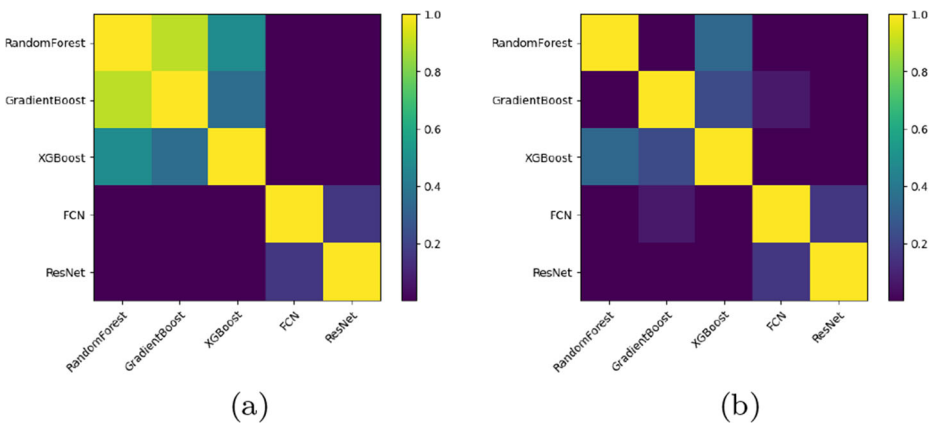 RandomForest
GradientBoost
XGBoost
FCN
ResNet
RandomForest
GradientBoost
XGBoost
FCN
ResNet
1.0
0.8
0.6
0.4
0.2
(a)
RandomForest
GradientBoost
XGBoost
FCN
ResNet
RandomForest
GradientBoost
XGBoost
FCN
ResNet
1.0
0.8
0.6
0.4
0.2
(b)